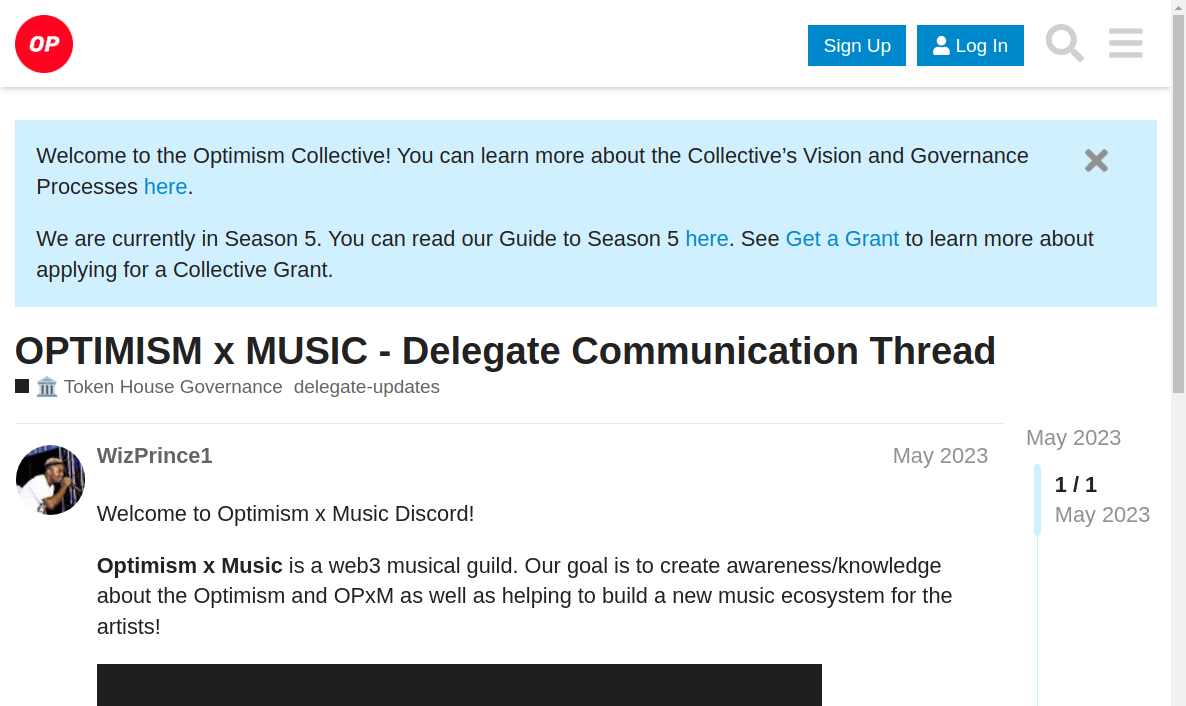 OP
Sign Up
Log In
Welcome to the Optimism Collective! You can learn more about the Collective’s Vision and Governance
Processes here.
We are currently in Season 5. You can read our Guide to Season 5 here. See Get a Grant to learn more about
applying for a Collective Grant.
OPTIMISM x MUSIC - Delegate Communication Thread
Token House Governance delegate-updates
WizPrince1
May 2023
May 2023
1 / 1
May 2023
Welcome to Optimism x Music Discord!
Optimism x Music is a web3 musical guild. Our goal is to create awareness/knowledge
about the Optimism and OPxM as well as helping to build a new music ecosystem for the
artists!